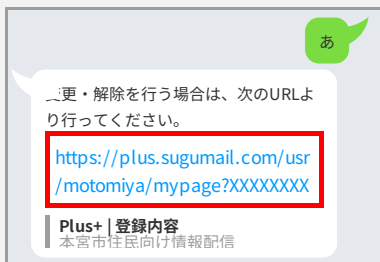 あ
更・解除を行う場合は、次のURLよ
り行ってください。
https://plus.sugumail.com/usr
/motomiya/mypage?XXXXXXXX
Plus+ | 登録内容
本宮市住民向け情報配信